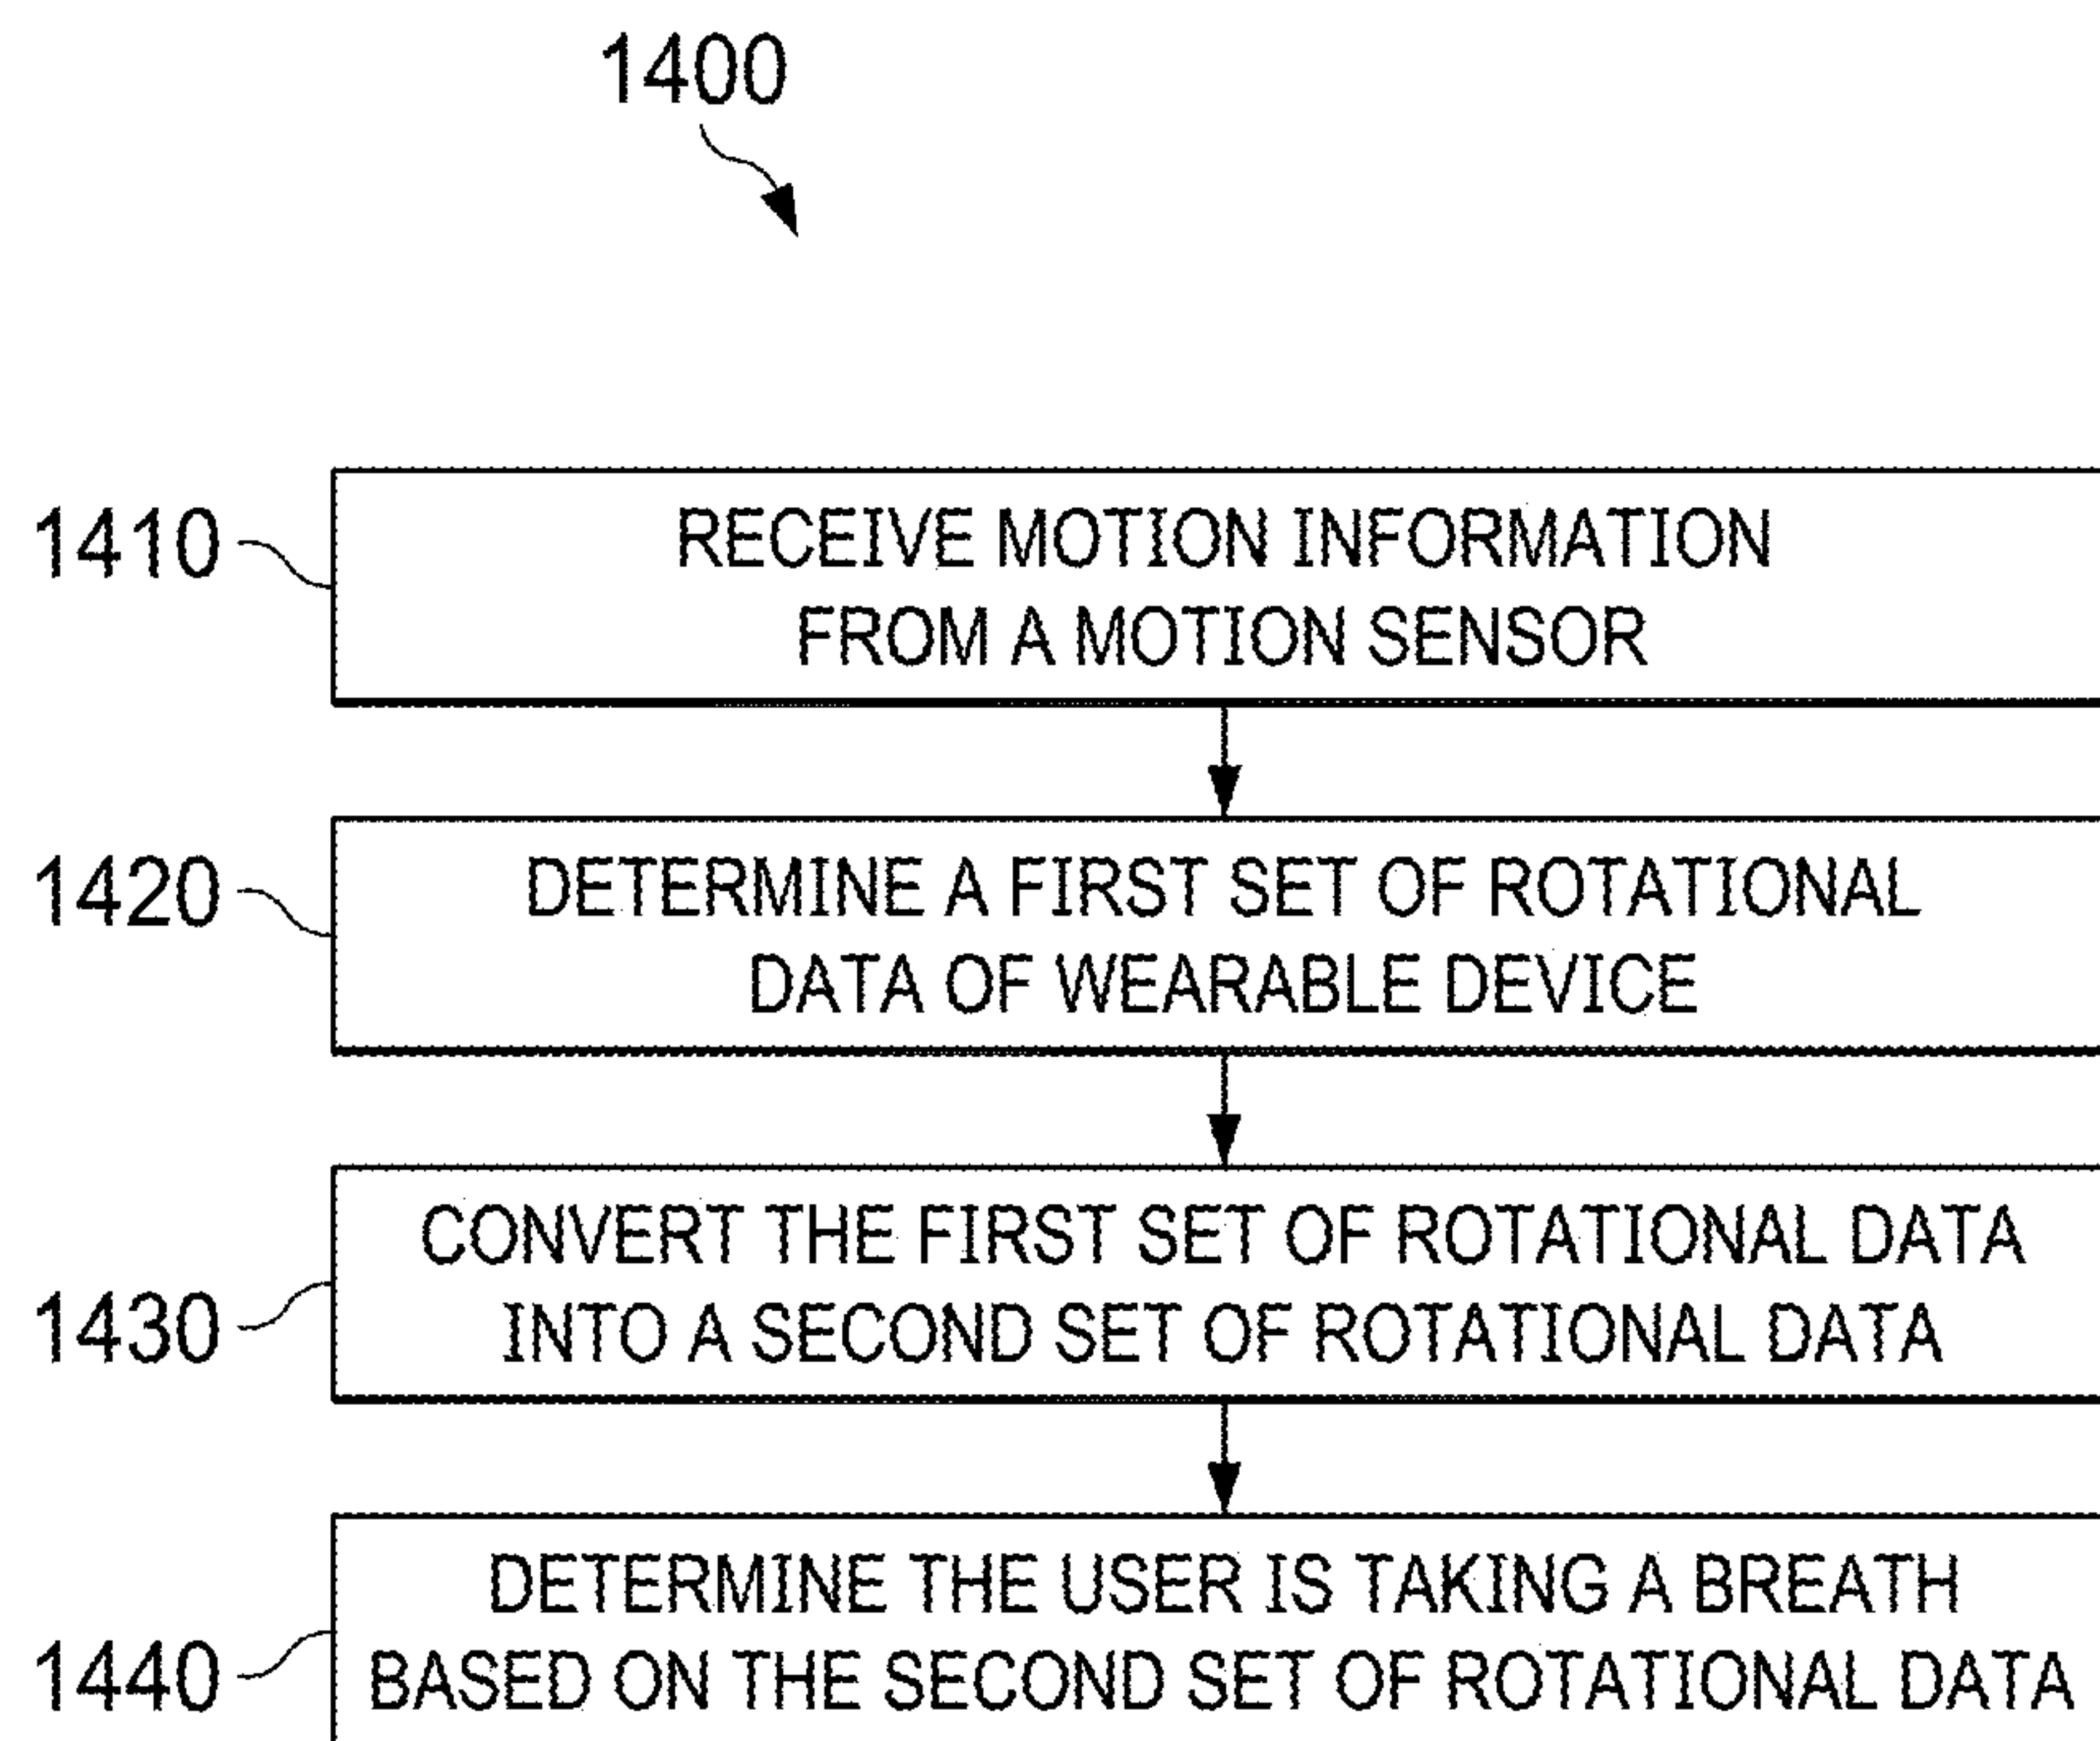 1400
1410
RECEIVE MOTION INFORMATION
FROM A MOTION SENSOR
1420
DETERMINE A FIRST SET OF ROTATIONAL
DATA OF WEARABLE DEVICE
1430
CONVERT THE FIRST SET OF ROTATIONAL DATA
INTO A SECOND SET OF ROTATIONAL DATA
1440
DETERMINE THE USER IS TAKING A BREATH
BASED ON THE SECOND SET OF ROTATIONAL DATA